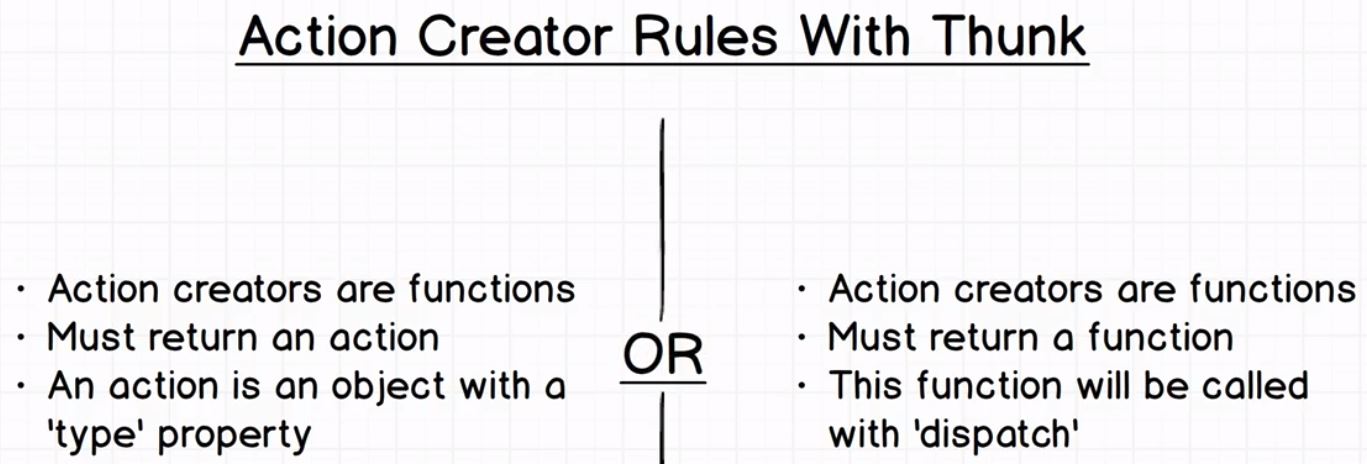 Action Creator Rules With Thunk
· Action creators are functions
· Must return an action
· An action is an object with a
'type' property
OR
· Action creators are functions
· Must return a function
· This function will be called
with 'dispatch'